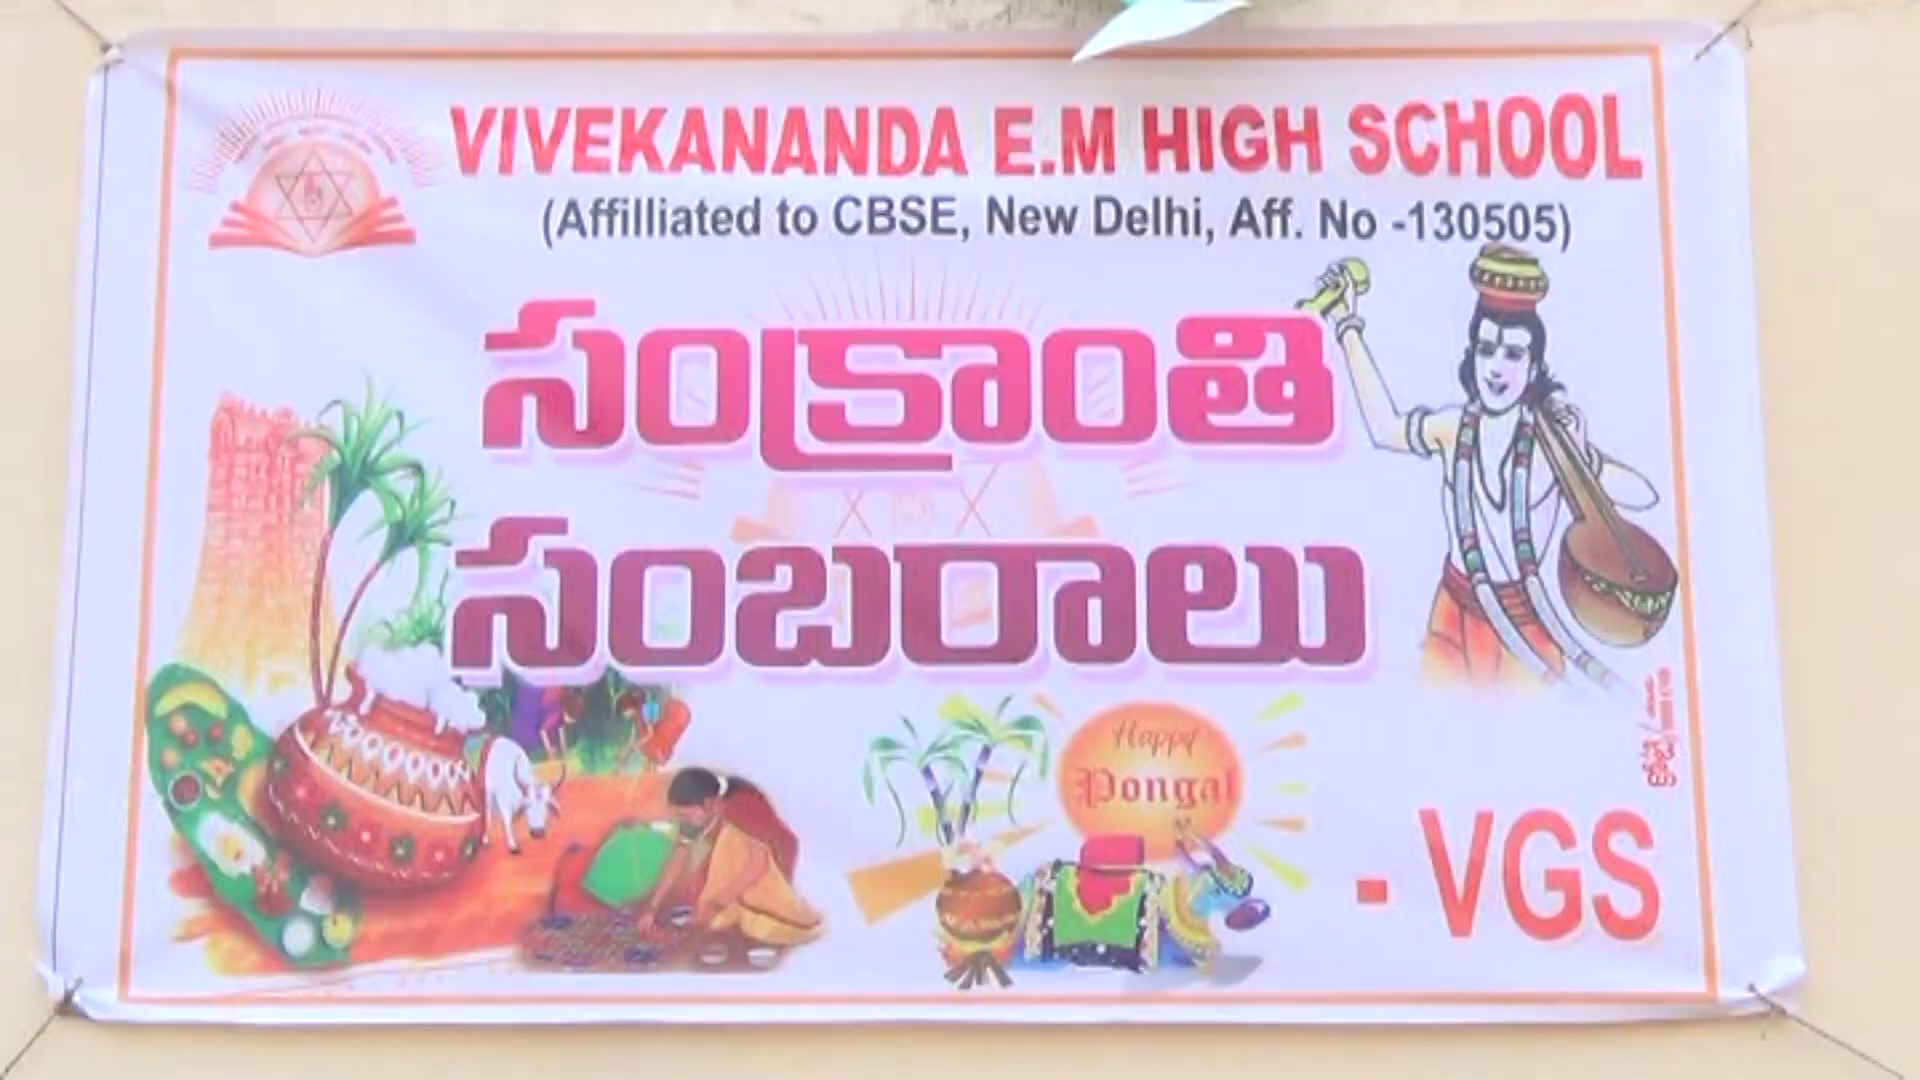 VIVEKANANDA E.M HIGH SCHOOL
(Affilliated to CBSE, New Delhi, Aff. No -130505)
సంక్రాంతి
సంబరాలు
Happy
Pongal
- VGS